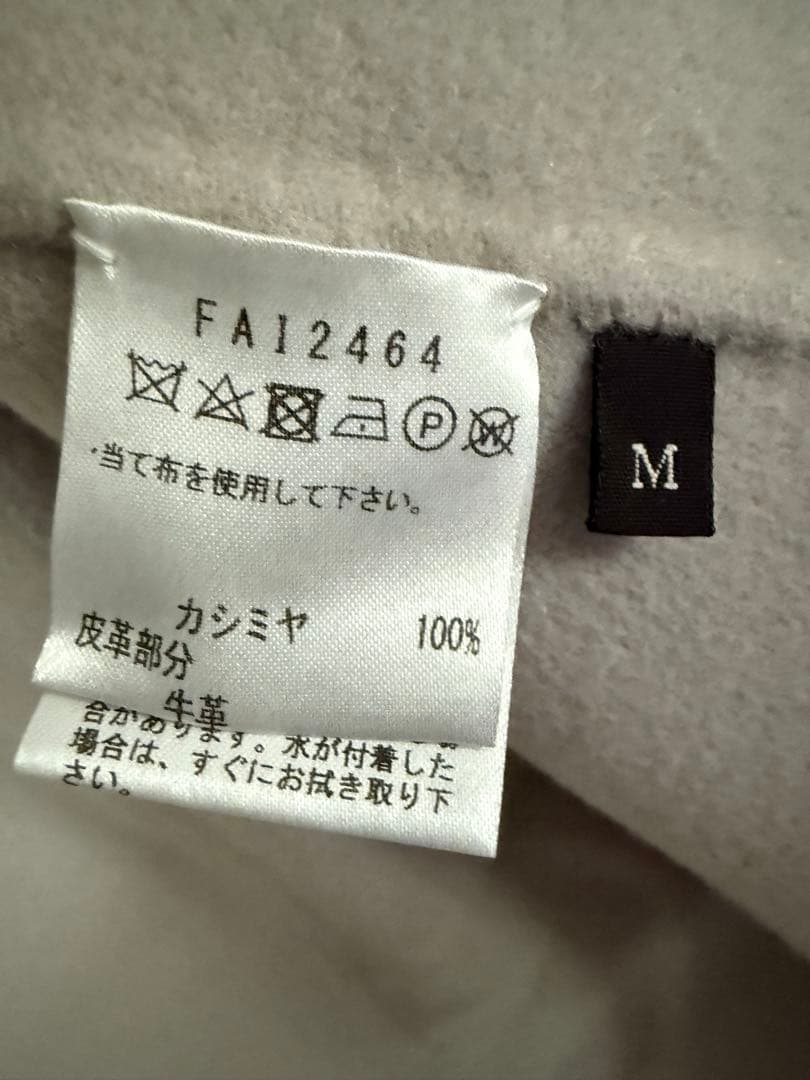 FAI2464
P W
・当て布を使用して下さい。
カシミヤ 100%
皮革部分
牛革
合があります。水が付着した
場合は、すぐにお拭き取り下
さい。
M